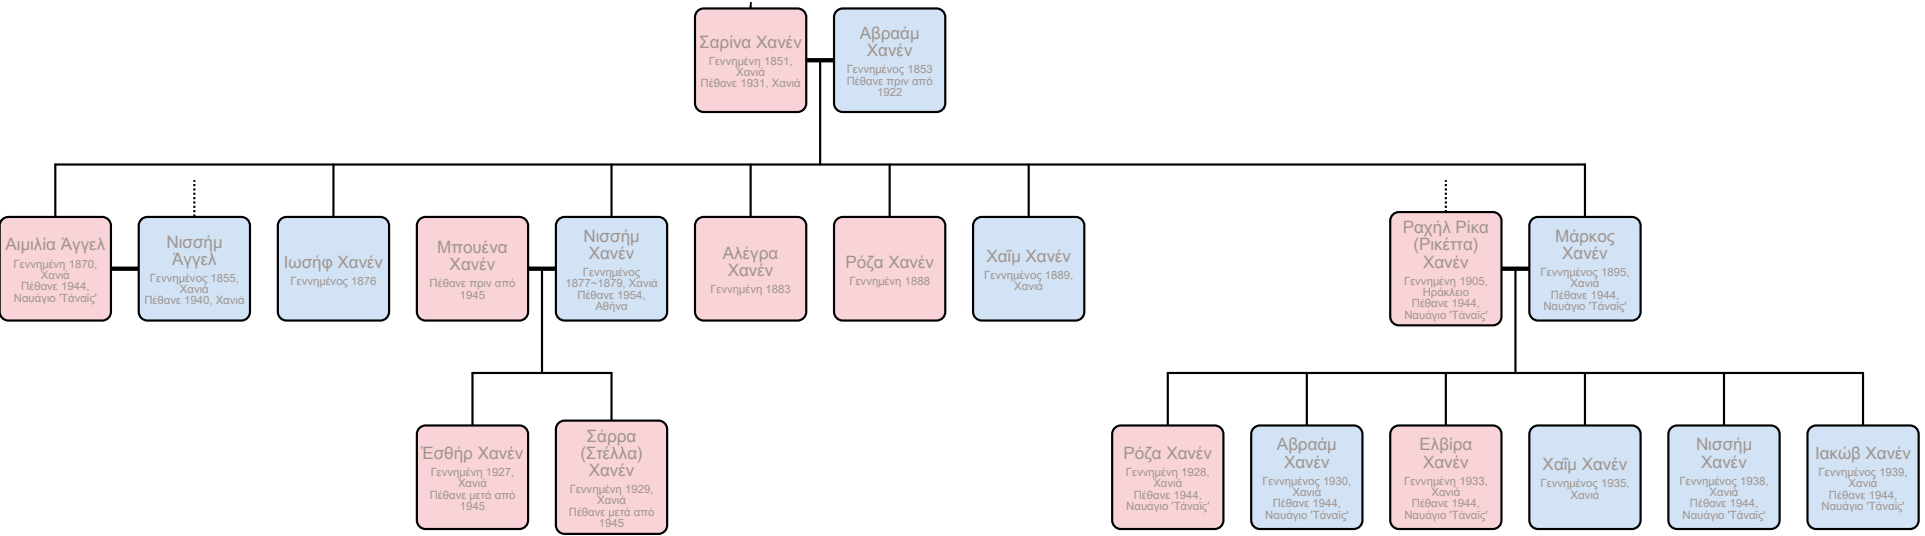 Σαρίνα Χανέν
Γεννημένη 1851,
Χανιά
Πέθανε 1931, Χανιά
Αβραάμ
Χανέν
Γεννημένος 1853
Πέθανε πριν από
1922
Αιμιλία Άγγελ
Γεννημένη 1870,
Χανιά
Πέθανε 1944,
Ναυάγιο 'Τάναϊς'
Νισσήμ
Άγγελ
Γεννημένος 1855,
Χανιά
Πέθανε 1940, Χανιά
Ιωσήφ Χανέν
Γεννημένος 1876
Μπουένα
Χανέν
Πέθανε πριν από
1945
Νισσήμ
Χανέν
Γεννημένος
1877~1879, Χανιά
Πέθανε 1954,
Αθήνα
Αλέγρα
Χανέν
Γεννημένη 1883
Ρόζα Χανέν
Γεννημένη 1888
Χαΐμ Χανέν
Γεννημένος 1889,
Χανιά
Ραχήλ Ρίκα
(Ρικέττα)
Χανέν
Γεννημένη 1905,
Ηράκλειο
Πέθανε 1944,
Ναυάγιο 'Τάναϊς'
Μάρκος
Χανέν
Γεννημένος 1895,
Χανιά
Πέθανε 1944,
Ναυάγιο 'Τάναϊς'
Έσθήρ Χανέν
Γεννημένη 1927,
Χανιά
Πέθανε μετά από
1945
Σάρρα
(Στέλλα)
Χανέν
Γεννημένη 1929,
Χανιά
Πέθανε μετά από
1945
Ρόζα Χανέν
Γεννημένη 1928,
Χανιά
Πέθανε 1944,
Ναυάγιο 'Τάναϊς'
Αβραάμ
Χανέν
Γεννημένος 1930,
Χανιά
Πέθανε 1944,
Ναυάγιο 'Τάναϊς'
Ελβίρα
Χανέν
Γεννημένη 1933,
Χανιά
Πέθανε 1944,
Ναυάγιο 'Τάναϊς'
Χαΐμ Χανέν
Γεννημένος 1935,
Χανιά
Νισσήμ
Χανέν
Γεννημένος 1938,
Χανιά
Πέθανε 1944,
Ναυάγιο 'Τάναϊς'
Ιακώβ Χανέν
Γεννημένος 1939,
Χανιά
Πέθανε 1944,
Ναυάγιο 'Τάναϊς'